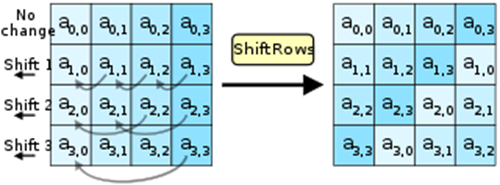 No change a0,0 a0,1 a0,2 a0,3
Shift 1 a1,0 a1,1 a1,2 a1,3
Shift 2 a2,0 a2,1 a2,2 a2,3
Shift 3 a3,0 a3,1 a3,2 a3,3
ShiftRows
a0,0 a0,1 a0,2 a0,3
a1,1 a1,2 a1,3 a1,0
a2,2 a2,3 a2,0 a2,1
a3,3 a3,0 a3,1 a3,2